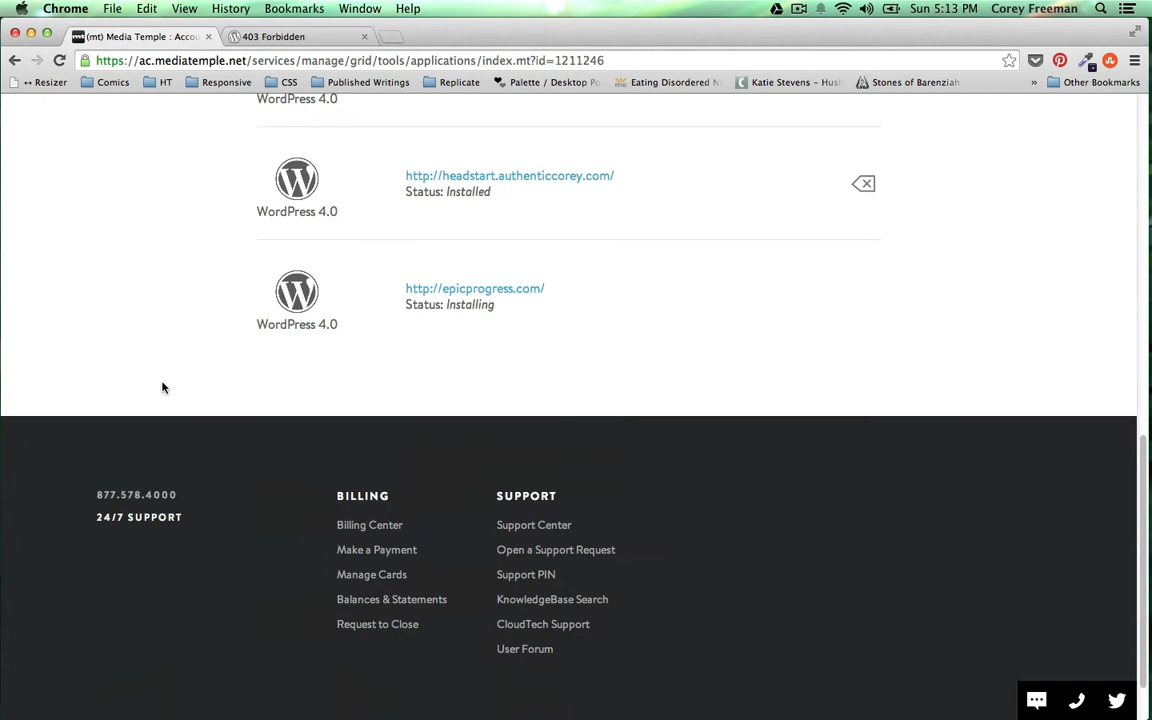 Chrome File Edit View History Bookmarks Window Help Sun 5:13 PM Corey Freeman
(mt) Media Temple : Accou 403 Forbidden
https://ac.mediatemple.net/services/manage/grid/tools/applications/index.mt?id=1211246
↔ Resizer Comics HT Responsive CSS Published Writings Replicate Palette / Desktop Po Eating Disordered N Katie Stevens — Husk Stones of Barenziah » Other Bookmarks
WordPress 4.0
http://headstart.authenticcorey.com/
Status: Installed
WordPress 4.0
http://epicprogress.com/
Status: Installing
WordPress 4.0
877.578.4000
24/7 SUPPORT
BILLING
Billing Center
Make a Payment
Manage Cards
Balances & Statements
Request to Close
SUPPORT
Support Center
Open a Support Request
Support PIN
KnowledgeBase Search
CloudTech Support
User Forum